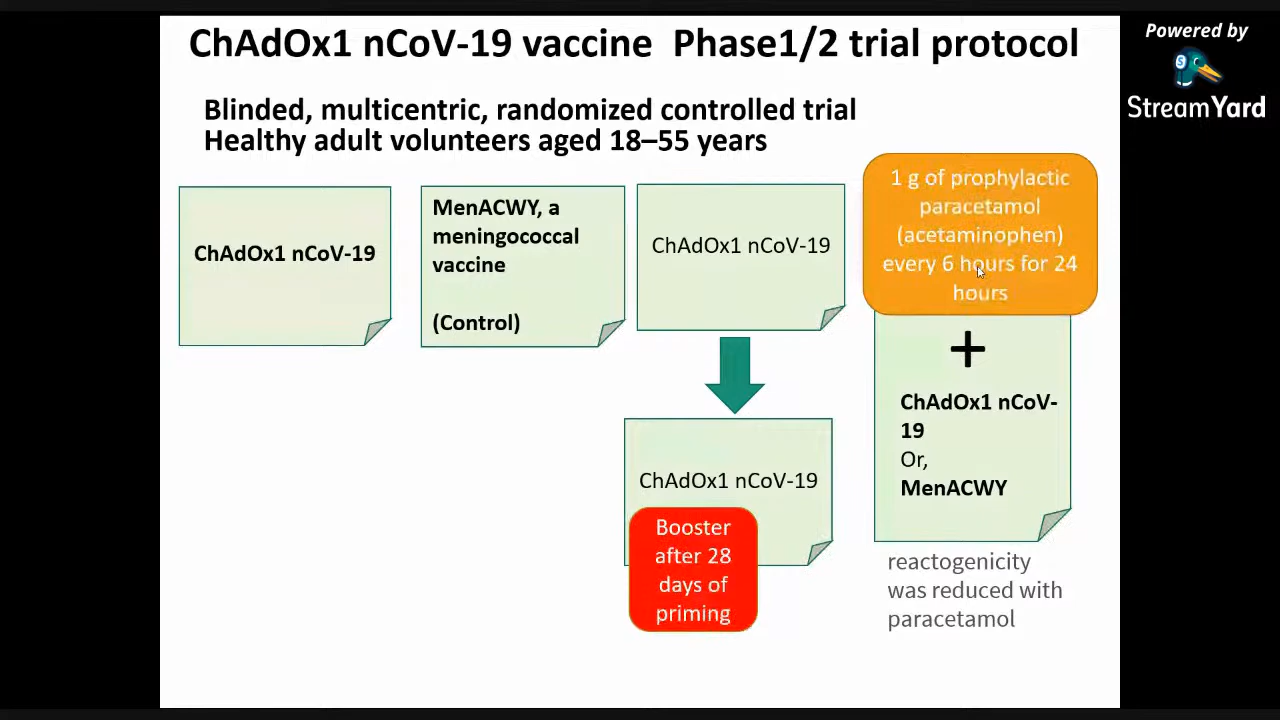 ChAdOx1 nCoV-19 vaccine Phase1/2 trial protocol
Powered by
StreamYard
Blinded, multicentric, randomized controlled trial
Healthy adult volunteers aged 18–55 years
ChAdOx1 nCoV-19
MenACWY, a
meningococcal
vaccine
(Control)
ChAdOx1 nCoV-19
ChAdOx1 nCoV-19
Booster
after 28
days of
priming
1 g of prophylactic
paracetamol
(acetaminophen)
every 6 hours for 24
hours
+
ChAdOx1 nCoV-
19
Or,
MenACWY
reactogenicity
was reduced with
paracetamol